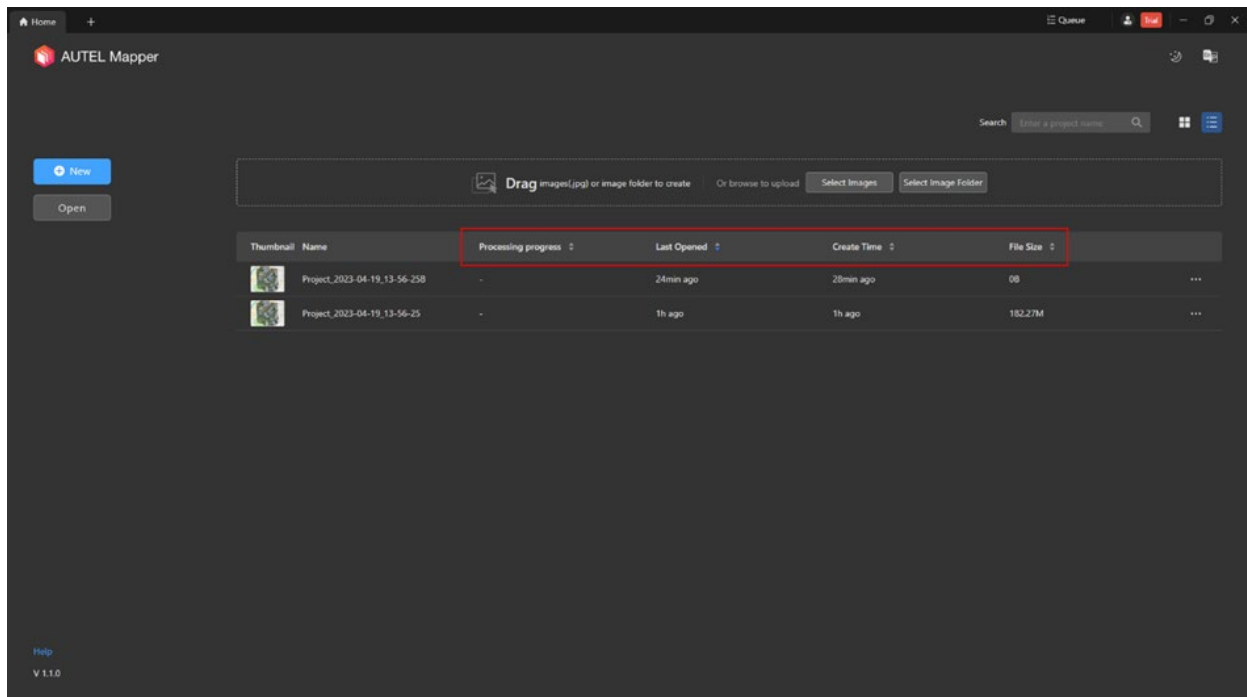 Home + Queue Trial
AUTEL Mapper
Search Enter a project name
New
Drag images(.jpg) or image folder to create Or browse to upload Select Images Select Image Folder
Open
Thumbnail Name Processing progress Last Opened Create Time File Size
Project_2023-04-19_13-56-258 - 24min ago 28min ago 0B ...
Project_2023-04-19_13-56-25 - 1h ago 1h ago 182.27M ...
Help
V 1.1.0